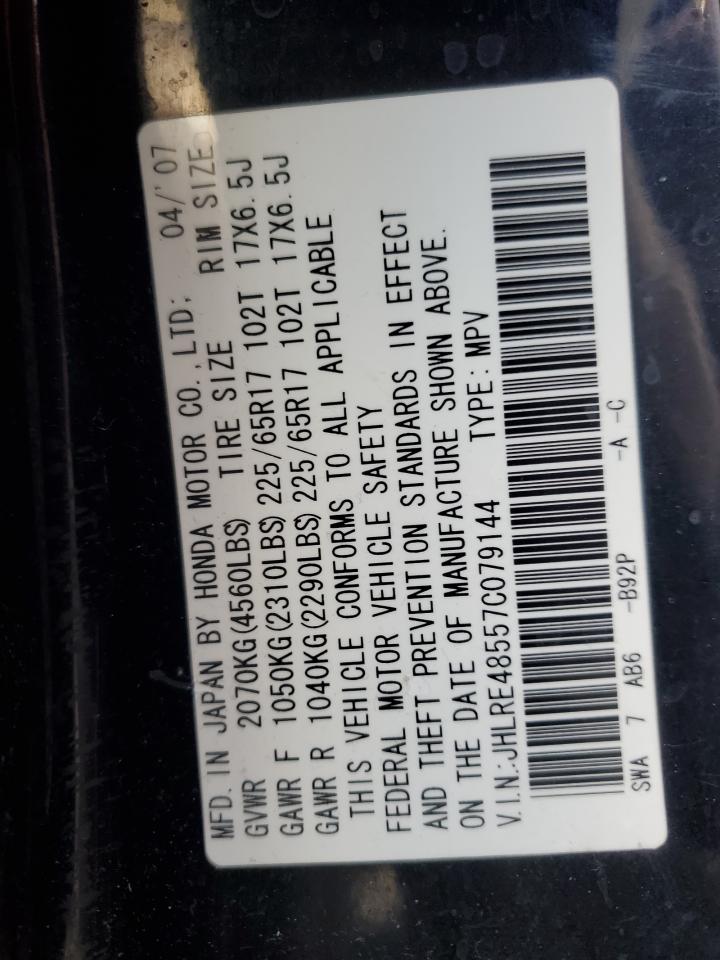 MFD. IN JAPAN BY HONDA MOTOR CO., LTD; 04/'07
GVWR 2070KG(4560LBS) TIRE SIZE RIM SIZE
GAWR F 1050KG(2310LBS) 225/65R17 102T 17X6.5J
GAWR R 1040KG(2290LBS) 225/65R17 102T 17X6.5J
THIS VEHICLE CONFORMS TO ALL APPLICABLE
FEDERAL MOTOR VEHICLE SAFETY
AND THEFT PREVENTION STANDARDS IN EFFECT
ON THE DATE OF MANUFACTURE SHOWN ABOVE.
V.I.N.:JHLRE48557C079144 TYPE:MPV
SWA 7 AB6 -B92P -A -C